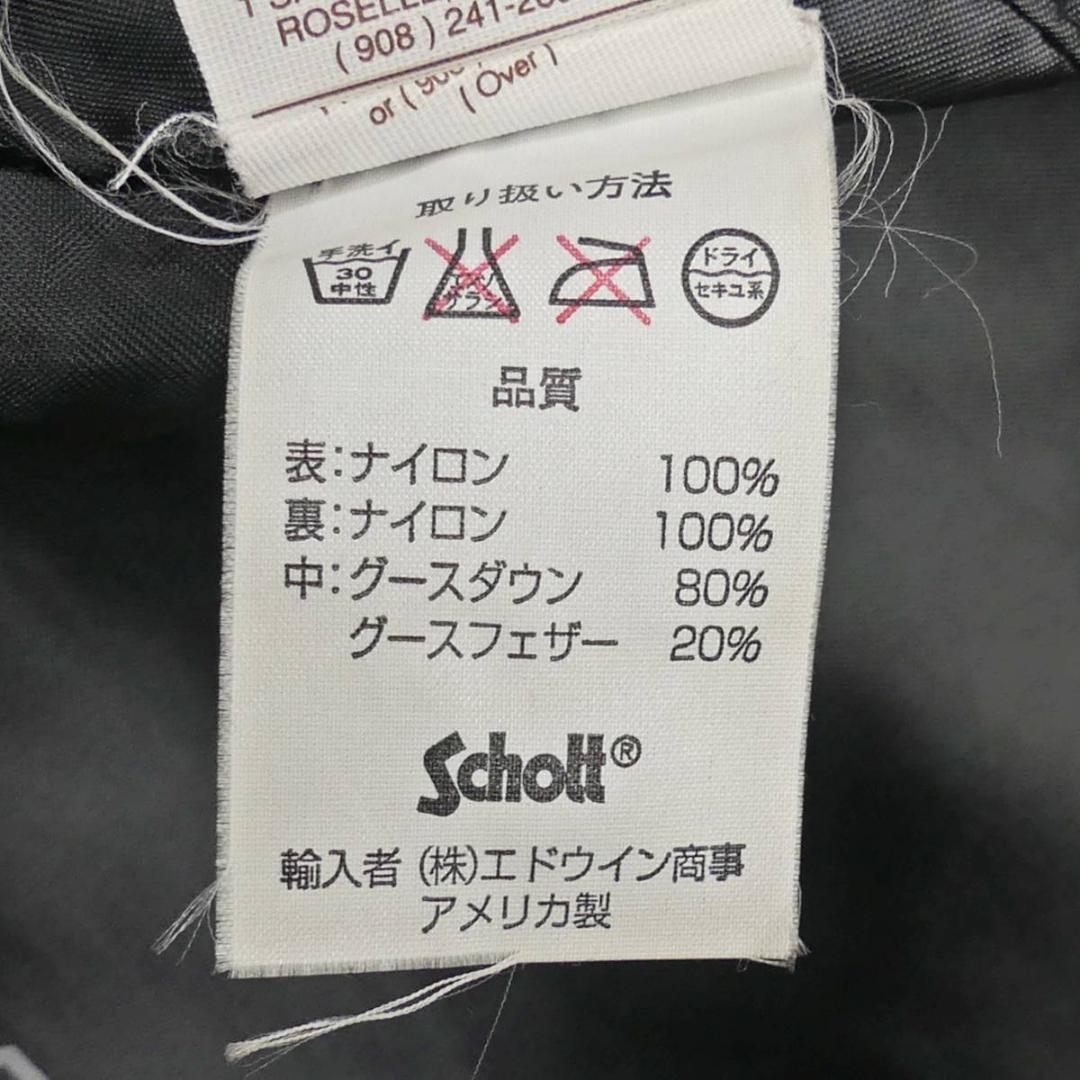 (908) 241-
or (
(Over)
取り扱い方法
手洗イ
30
中性
ドライ
セキユ系
品質
表:ナイロン 100%
裏:ナイロン 100%
中:グースダウン 80%
グースフェザー 20%
Schott®
輸入者 (株)エドウイン商事
アメリカ製